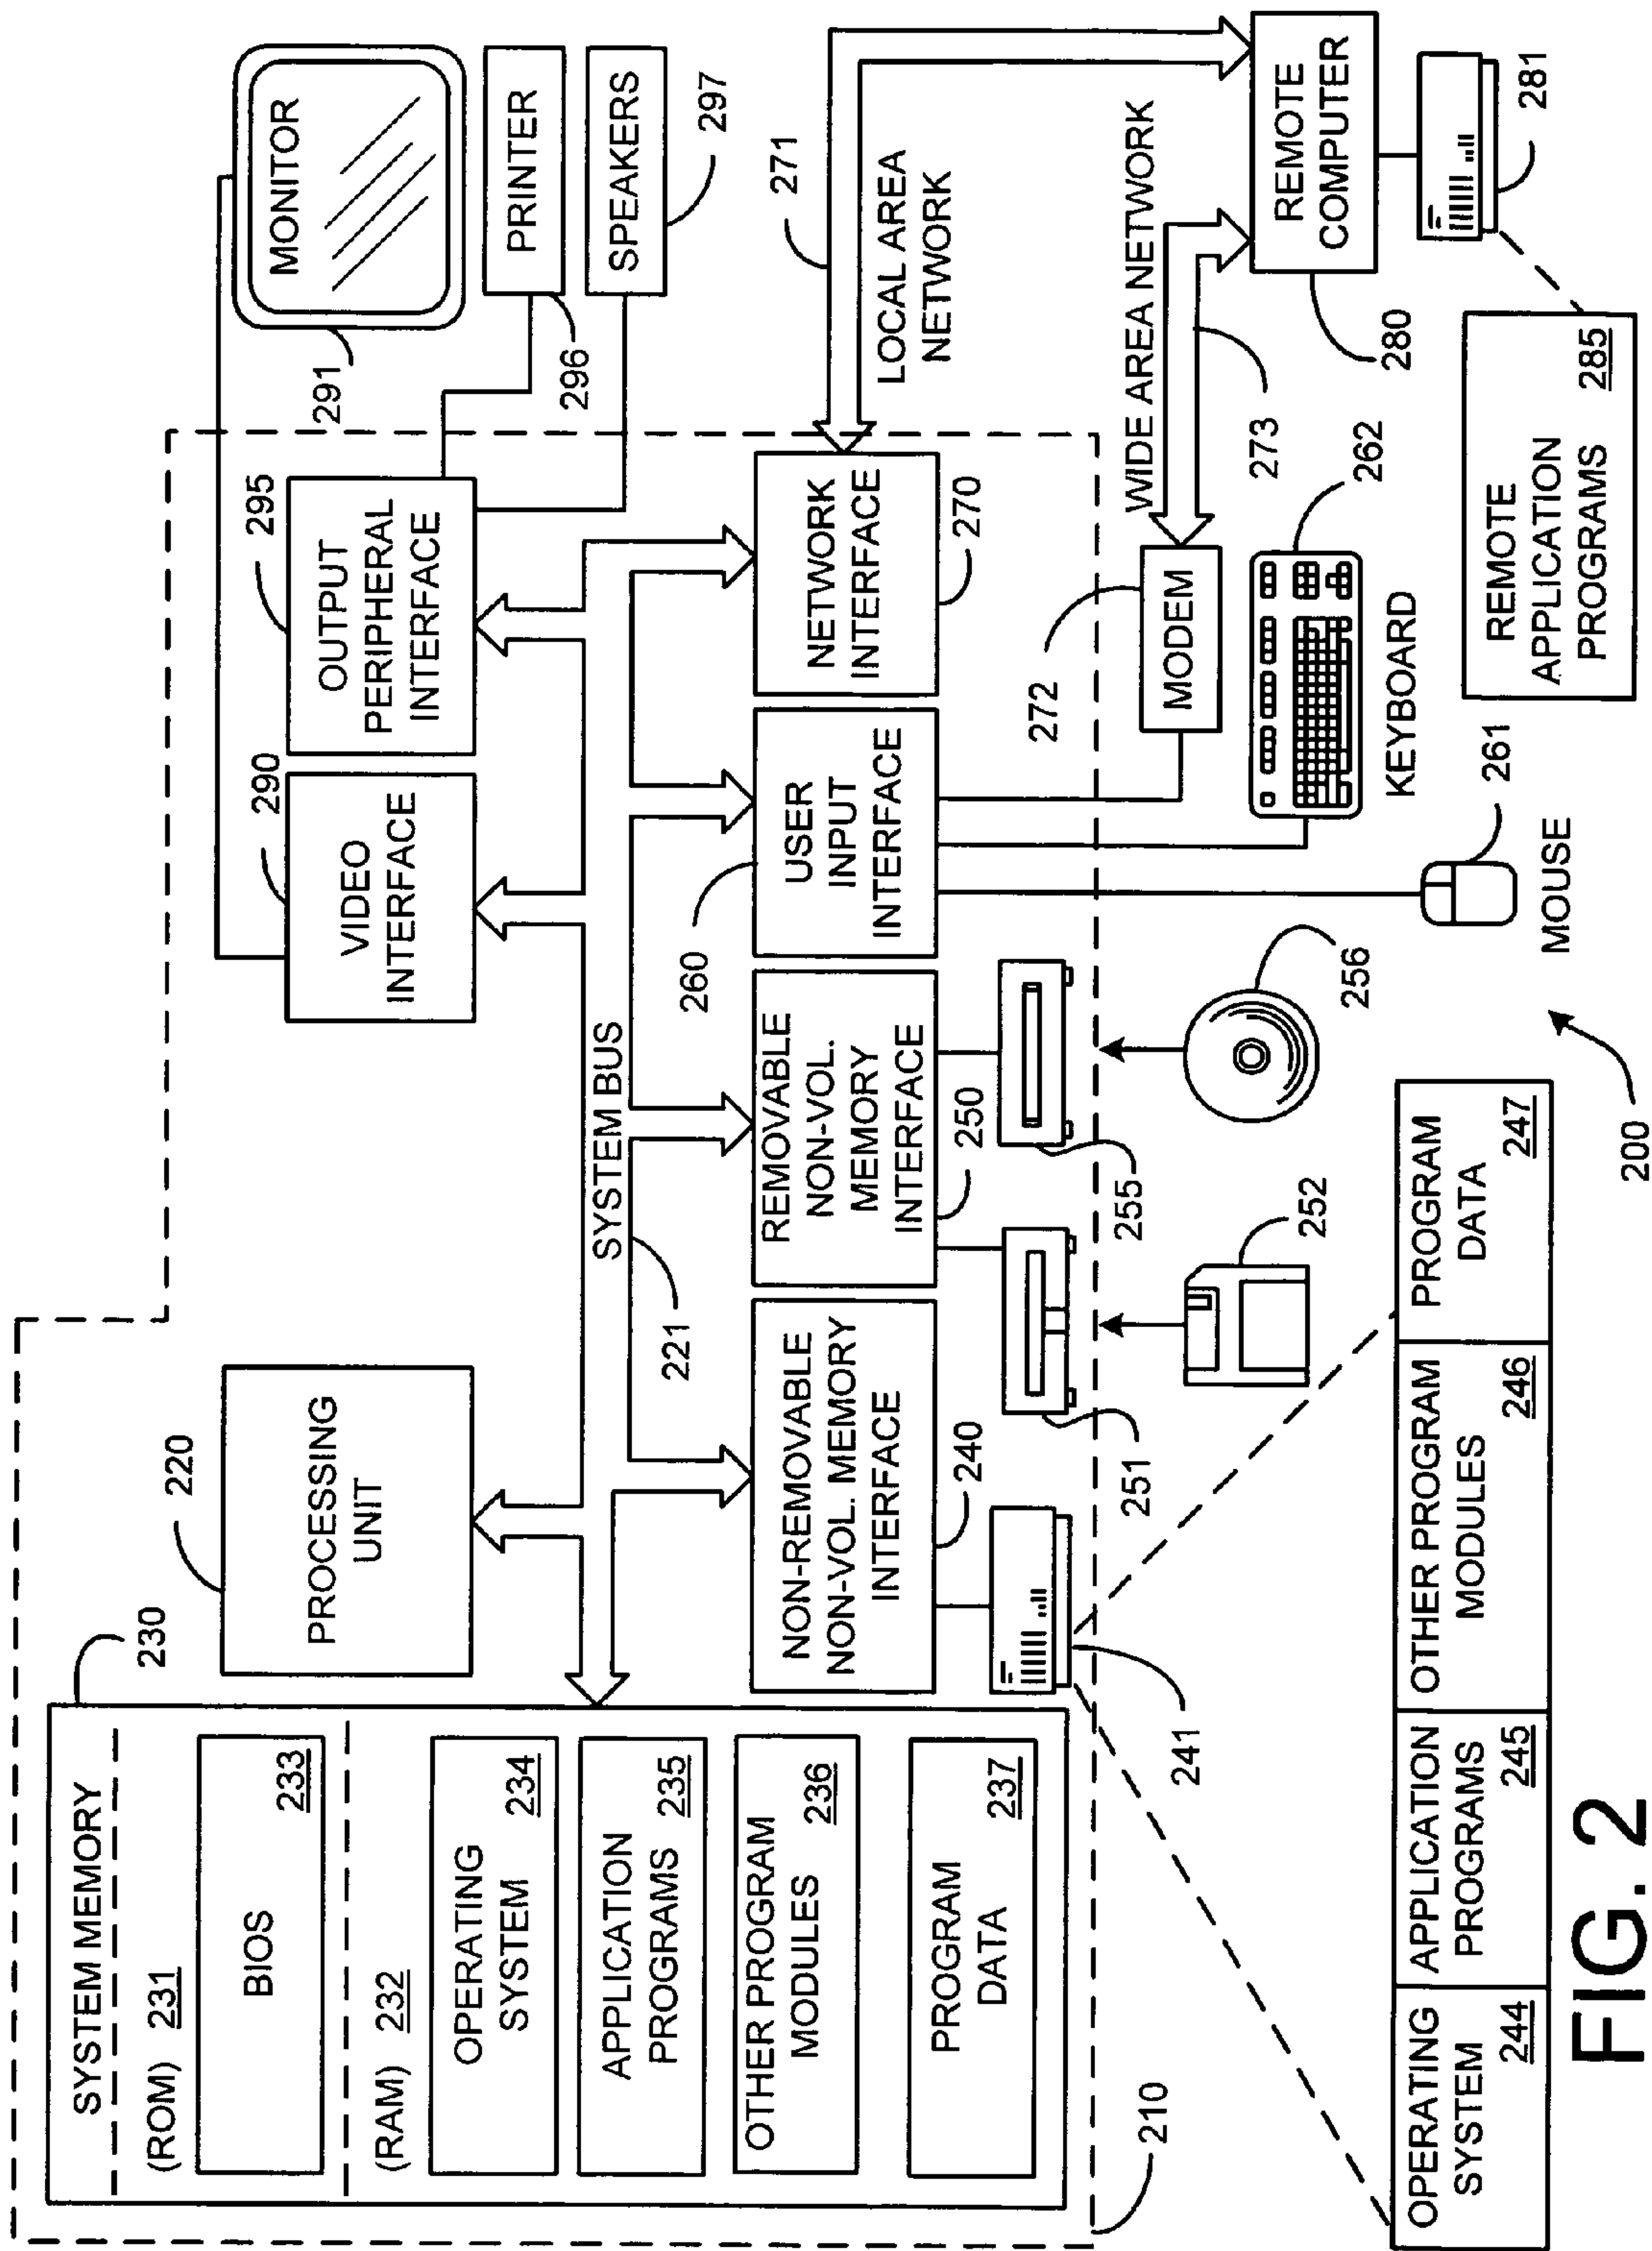 SYSTEM MEMORY
(ROM) 231
BIOS
233
(RAM) 232
OPERATING
SYSTEM 234
APPLICATION
PROGRAMS 235
OTHER PROGRAM
MODULES 236
PROGRAM
DATA 237
230
220
PROCESSING
UNIT
290
VIDEO
INTERFACE
295
OUTPUT
PERIPHERAL
INTERFACE
291
MONITOR
PRINTER
296
SPEAKERS
297
SYSTEM BUS
221
260
NON-REMOVABLE
NON-VOL. MEMORY
INTERFACE
240
REMOVABLE
NON-VOL.
MEMORY
INTERFACE
250
USER
INPUT
INTERFACE
NETWORK
INTERFACE
270
271
LOCAL AREA
NETWORK
210
241
251
255
252
256
272
MODEM
WIDE AREA NETWORK
273
REMOTE
COMPUTER
280
281
262
KEYBOARD
261
MOUSE
REMOTE
APPLICATION
PROGRAMS 285
OPERATING
SYSTEM 244
APPLICATION
PROGRAMS 245
OTHER PROGRAM
MODULES 246
PROGRAM
DATA 247
200
FIG. 2